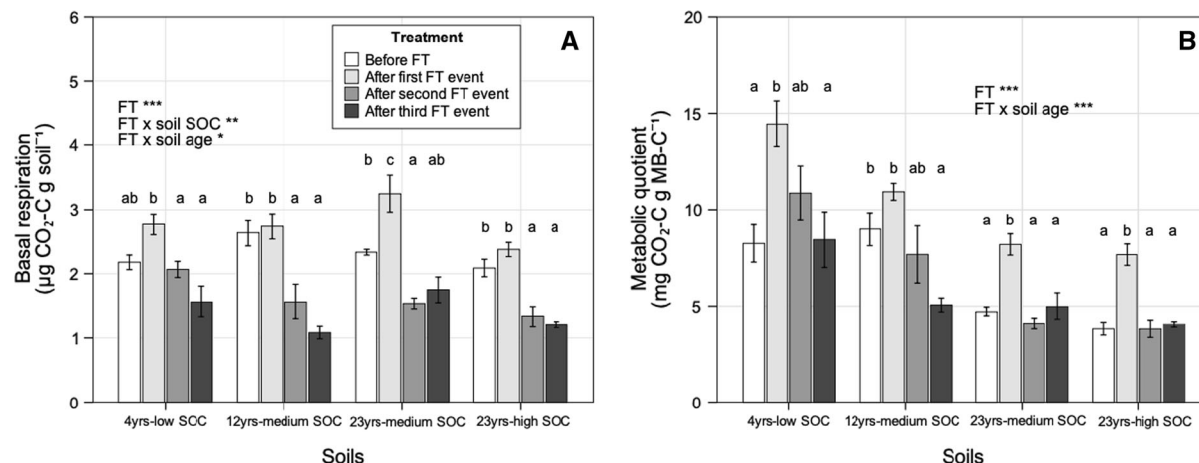 A
Treatment
Before FT
After first FT event
After second FT event
After third FT event
FT ***
FT x soil SOC **
FT x soil age *
ab b a a
b b a a
b c a ab
b b a a
Basal respiration
(µg CO₂-C g soil⁻¹)
6
5
4
3
2
1
0
4yrs-low SOC
12yrs-medium SOC
23yrs-medium SOC
23yrs-high SOC
Soils
B
FT ***
FT x soil age ***
a b ab a
b b ab a
a b a a
a b a a
Metabolic quotient
(mg CO₂-C g MB-C⁻¹)
20
15
10
5
0
4yrs-low SOC
12yrs-medium SOC
23yrs-medium SOC
23yrs-high SOC
Soils